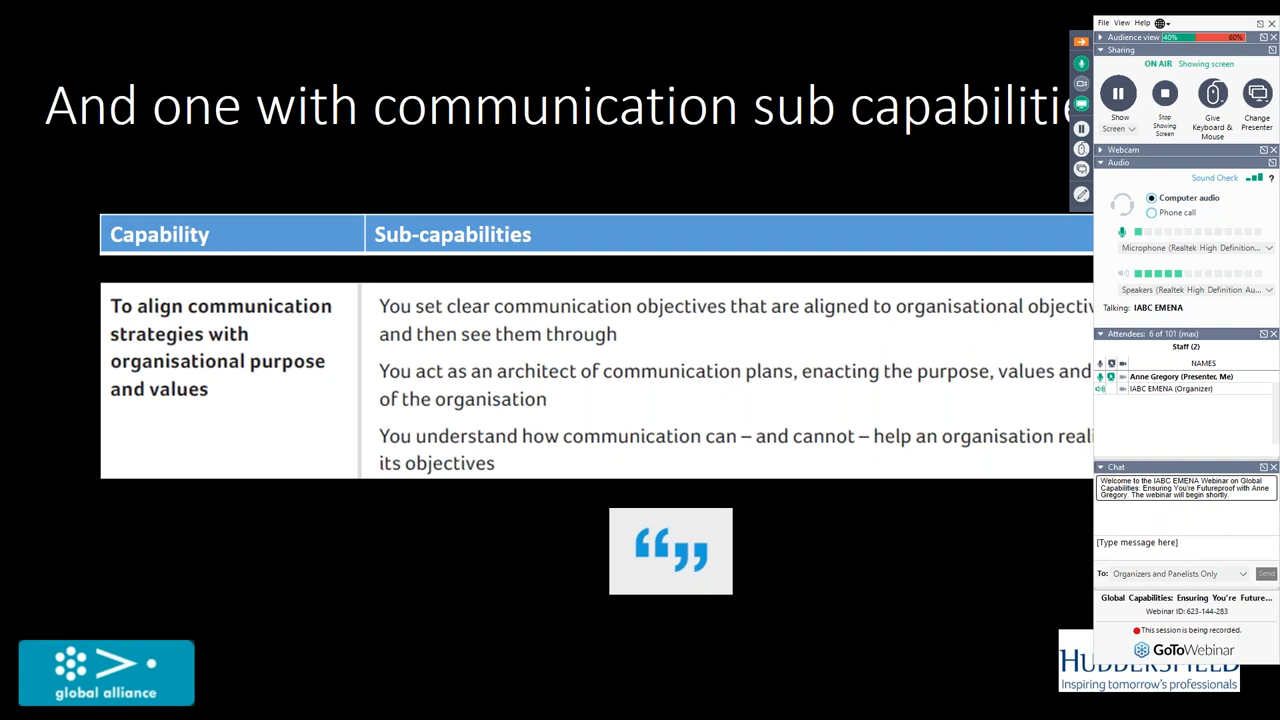 And one with communication sub capabiliti
Capability
Sub-capabilities
To align communication
strategies with
organisational purpose
and values
You set clear communication objectives that are aligned to organisational objecti
and then see them through
You act as an architect of communication plans, enacting the purpose, values and
of the organisation
You understand how communication can – and cannot – help an organisation reali
its objectives
“„
global alliance
HUDDERSFIELD
Inspiring tomorrow's professionals
File View Help
Audience view 40% 60%
Sharing
ON AIR Showing screen
Show
Screen
Stop
Showing
Screen
Give
Keyboard &
Mouse
Change
Presenter
Webcam
Audio
Sound Check ?
Computer audio
Phone call
Microphone (Realtek High Definition...
Speakers (Realtek High Definition Au...
Talking: IABC EMENA
Attendees: 6 of 101 (max)
Staff (2)
NAMES
Anne Gregory (Presenter, Me)
IABC EMENA (Organizer)
Chat
Welcome to the IABC EMENA Webinar on Global
Capabilities: Ensuring You're Futureproof with Anne
Gregory. The webinar will begin shortly.
[Type message here]
To: Organizers and Panelists Only
Send
Global Capabilities: Ensuring You're Future...
Webinar ID: 623-144-283
This session is being recorded.
GoToWebinar